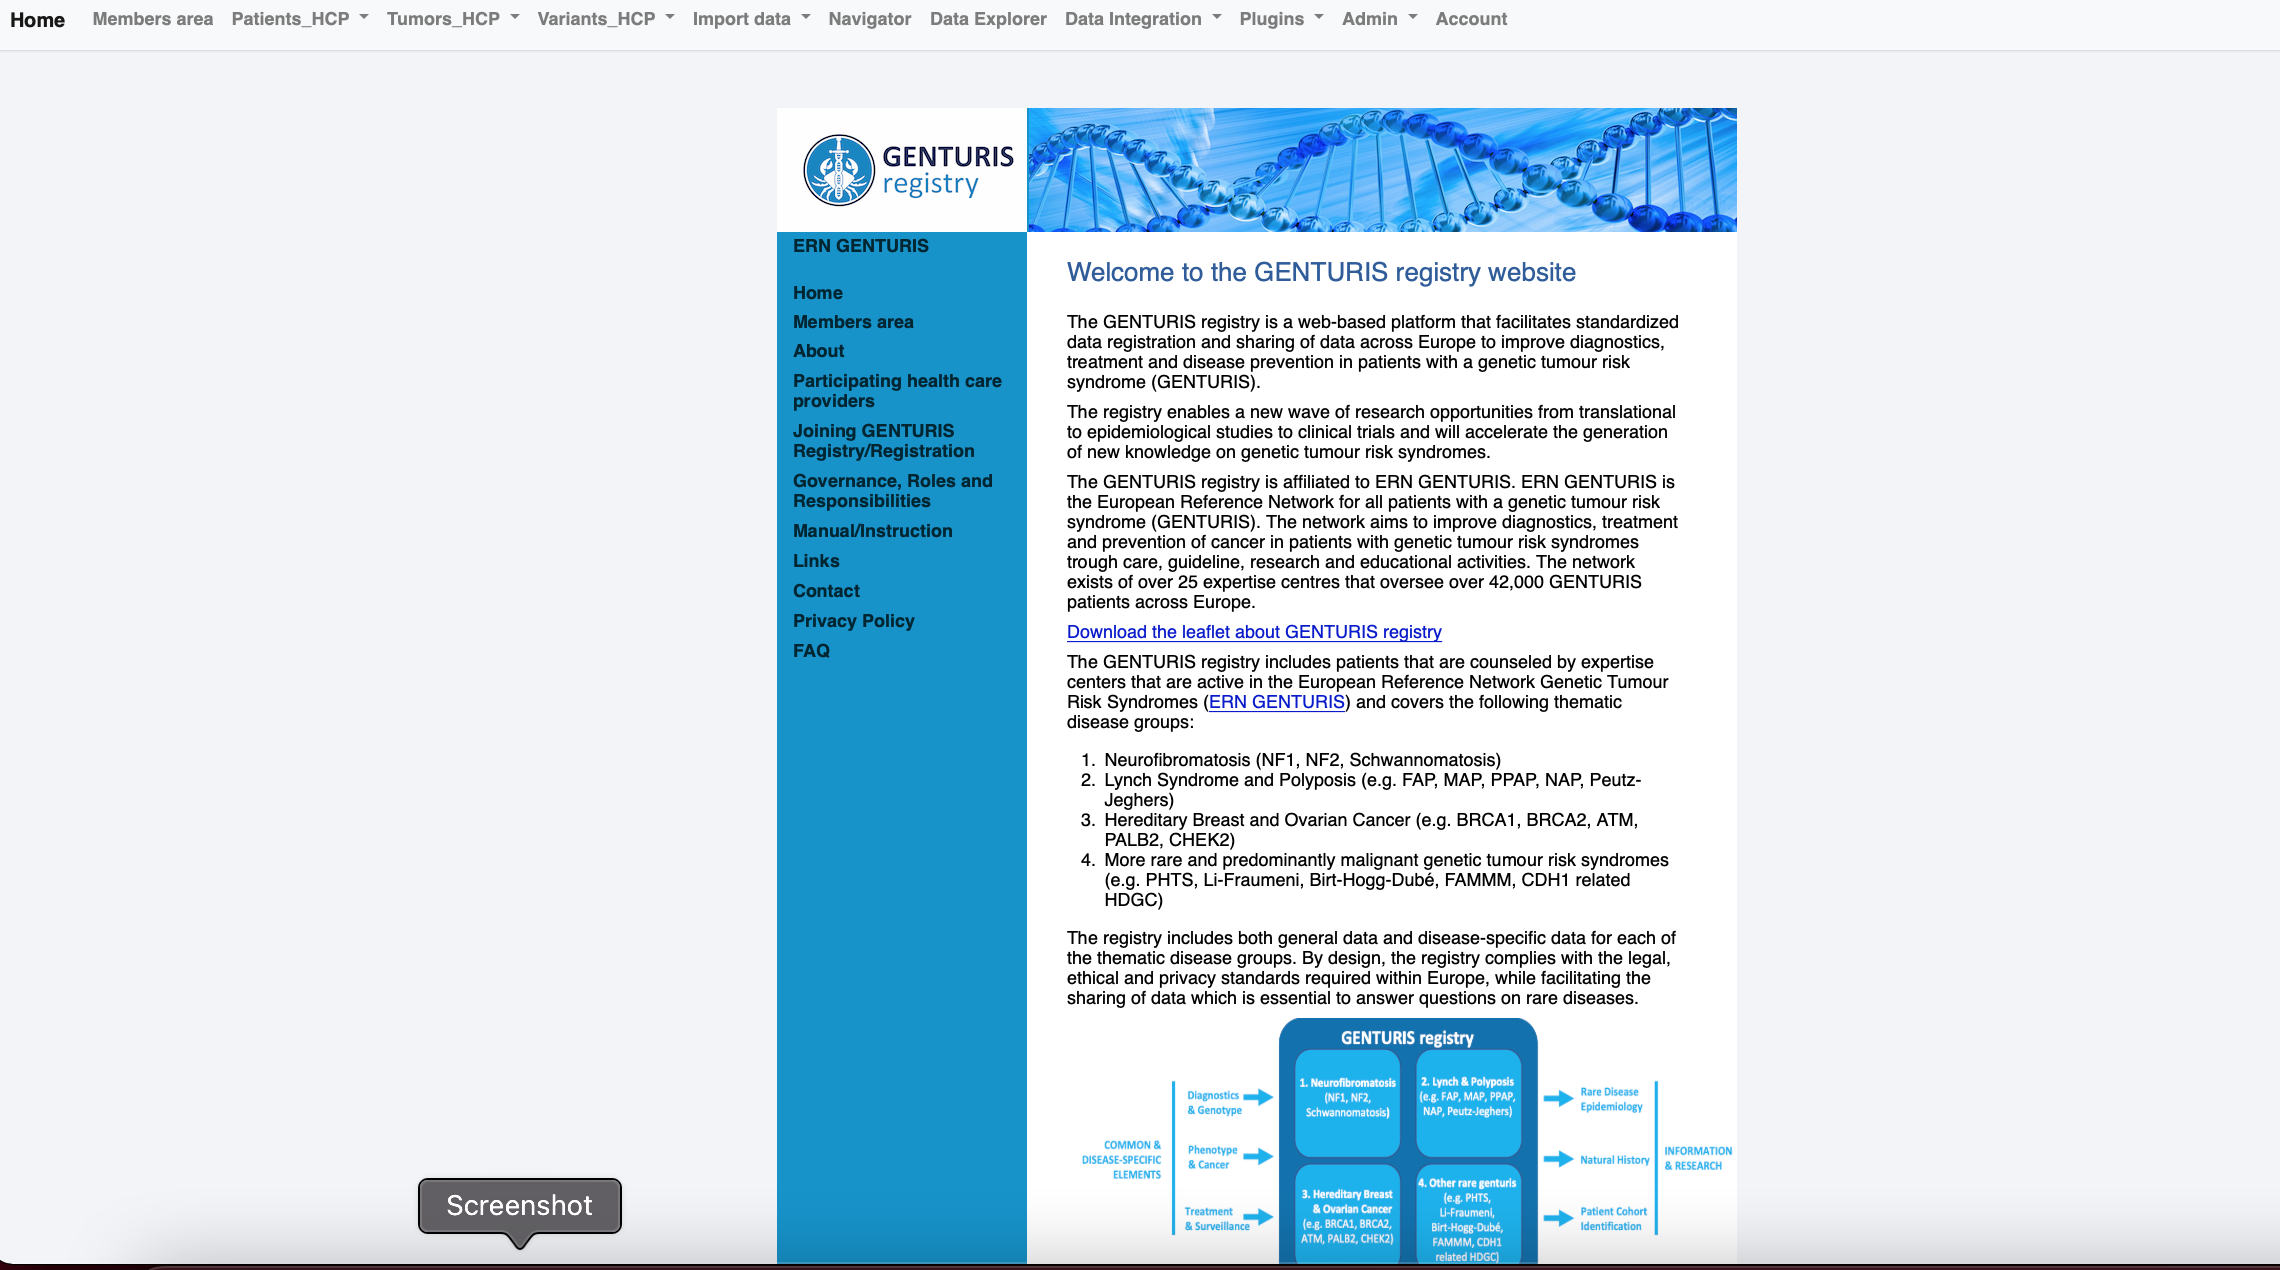 Home Members area Patients_HCP Tumors_HCP Variants_HCP Import data Navigator Data Explorer Data Integration Plugins Admin Account
GENTURIS
registry
ERN GENTURIS
Home
Members area
About
Participating health care
providers
Joining GENTURIS
Registry/Registration
Governance, Roles and
Responsibilities
Manual/Instruction
Links
Contact
Privacy Policy
FAQ
Welcome to the GENTURIS registry website
The GENTURIS registry is a web-based platform that facilitates standardized
data registration and sharing of data across Europe to improve diagnostics,
treatment and disease prevention in patients with a genetic tumour risk
syndrome (GENTURIS).
The registry enables a new wave of research opportunities from translational
to epidemiological studies to clinical trials and will accelerate the generation
of new knowledge on genetic tumour risk syndromes.
The GENTURIS registry is affiliated to ERN GENTURIS. ERN GENTURIS is
the European Reference Network for all patients with a genetic tumour risk
syndrome (GENTURIS). The network aims to improve diagnostics, treatment
and prevention of cancer in patients with genetic tumour risk syndromes
trough care, guideline, research and educational activities. The network
exists of over 25 expertise centres that oversee over 42,000 GENTURIS
patients across Europe.
Download the leaflet about GENTURIS registry
The GENTURIS registry includes patients that are counseled by expertise
centers that are active in the European Reference Network Genetic Tumour
Risk Syndromes (ERN GENTURIS) and covers the following thematic
disease groups:
1. Neurofibromatosis (NF1, NF2, Schwannomatosis)
2. Lynch Syndrome and Polyposis (e.g. FAP, MAP, PPAP, NAP, Peutz-
Jeghers)
3. Hereditary Breast and Ovarian Cancer (e.g. BRCA1, BRCA2, ATM,
PALB2, CHEK2)
4. More rare and predominantly malignant genetic tumour risk syndromes
(e.g. PHTS, Li-Fraumeni, Birt-Hogg-Dubé, FAMMM, CDH1 related
HDGC)
The registry includes both general data and disease-specific data for each of
the thematic disease groups. By design, the registry complies with the legal,
ethical and privacy standards required within Europe, while facilitating the
sharing of data which is essential to answer questions on rare diseases.
GENTURIS registry
COMMON &
DISEASE-SPECIFIC
ELEMENTS
Diagnostics
& Genotype
Phenotype
& Cancer
Treatment
& Surveillance
1. Neurofibromatosis
(NF1, NF2,
Schwannomatosis)
2. Lynch & Polyposis
(e.g. FAP, MAP, PPAP,
NAP, Peutz-Jeghers)
3. Hereditary Breast
& Ovarian Cancer
(e.g. BRCA1, BRCA2,
ATM, PALB2, CHEK2)
4. Other rare genturis
(e.g. PHTS,
Li-Fraumeni,
Birt-Hogg-Dubé,
FAMMM, CDH1
related HDGC)
Rare Disease
Epidemiology
Natural History
Patient Cohort
Identification
INFORMATION
& RESEARCH
Screenshot